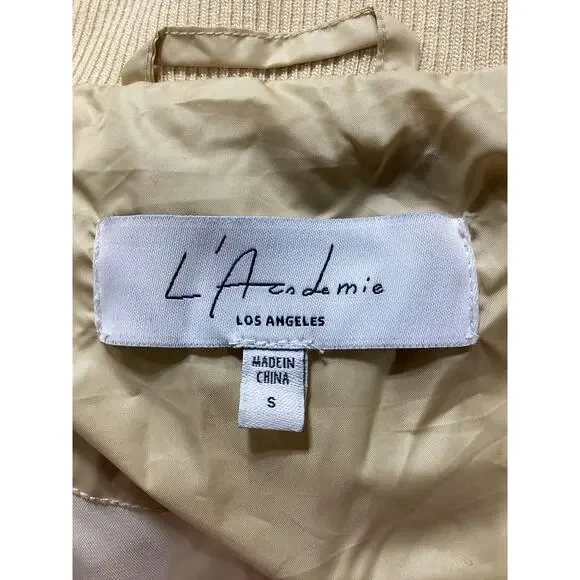 L'Academie
LOS ANGELES
MADE IN
CHINA
S